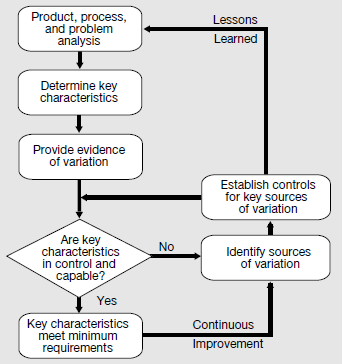 Product, process,
and problem
analysis
Lessons
Learned
Determine key
characteristics
Provide evidence
of variation
Establish controls
for key sources
of variation
Are key
characteristics
in control and
capable?
No
Identify sources
of variation
Yes
Key characteristics
meet minimum
requirements
Continuous
Improvement